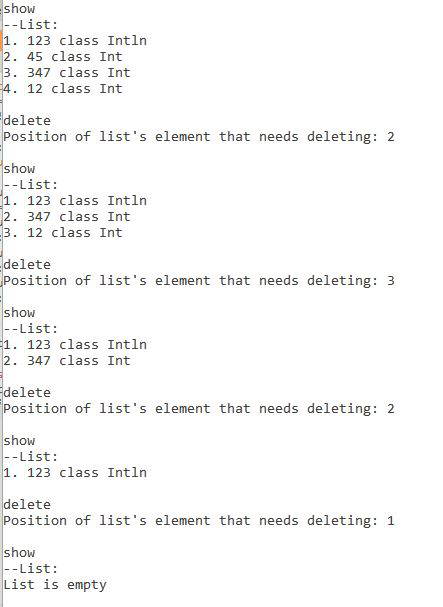 show
--List:
1. 123 class Intln
2. 45 class Int
3. 347 class Int
4. 12 class Int
delete
Position of list's element that needs deleting: 2
show
--List:
1. 123 class Intln
2. 347 class Int
3. 12 class Int
delete
Position of list's element that needs deleting: 3
show
--List:
1. 123 class Intln
2. 347 class Int
delete
Position of list's element that needs deleting: 2
show
--List:
1. 123 class Intln
delete
Position of list's element that needs deleting: 1
show
--List:
List is empty